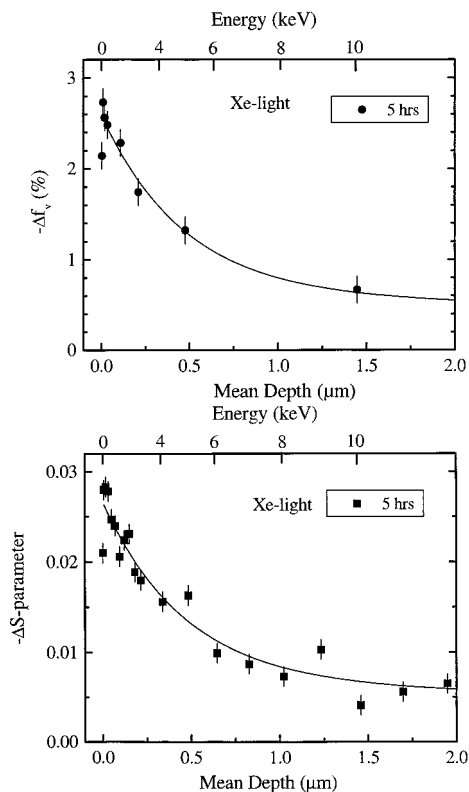 Energy (keV)
0 4 6 8 10
Xe-light
5 hrs
3
2
1
0
-Δfv (%)
0.0 0.5 1.0 1.5 2.0
Mean Depth (μm)
Energy (keV)
0 4 6 8 10
Xe-light
5 hrs
0.03
0.02
0.01
0.00
-ΔS-parameter
0.0 0.5 1.0 1.5 2.0
Mean Depth (μm)